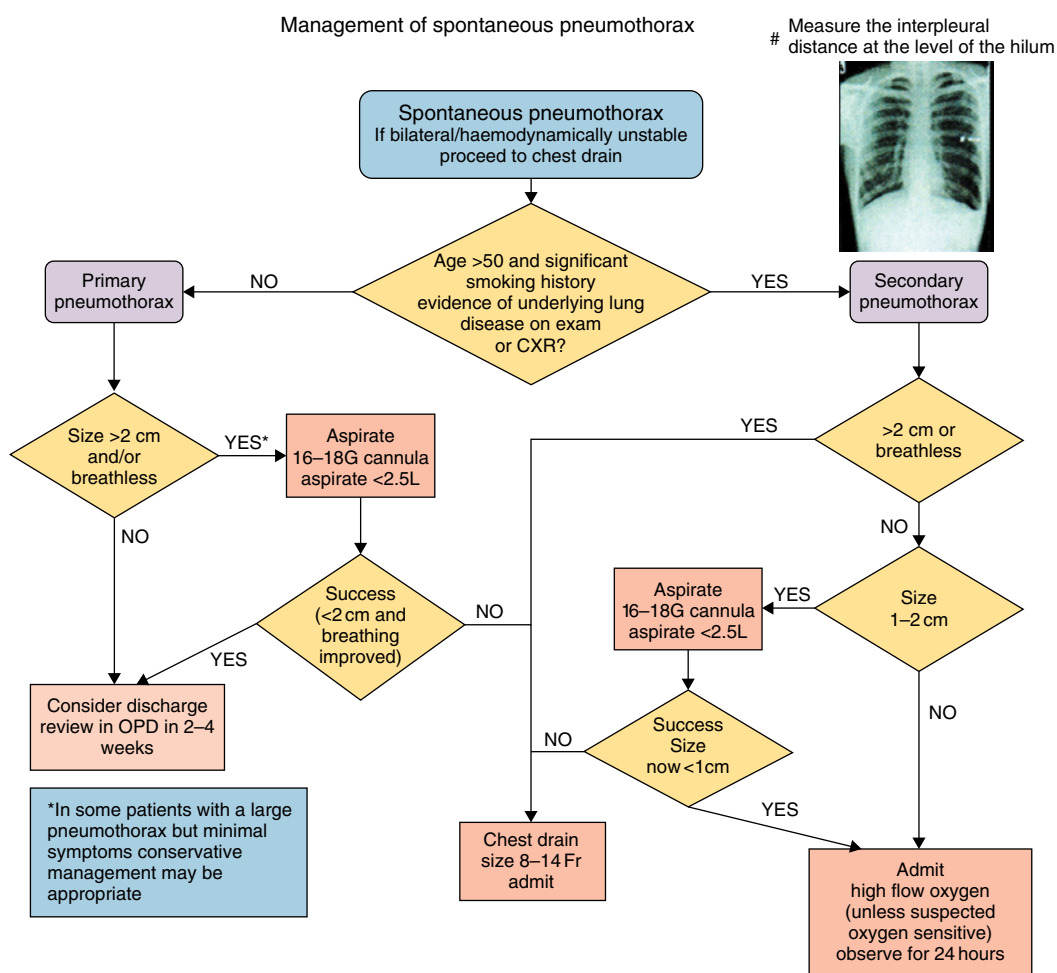 Management of spontaneous pneumothorax
# Measure the interpleural
distance at the level of the hilum
Spontaneous pneumothorax
If bilateral/haemodynamically unstable
proceed to chest drain
Age >50 and significant
smoking history
evidence of underlying lung
disease on exam
or CXR?
NO
YES
Primary
pneumothorax
Secondary
pneumothorax
Size >2 cm
and/or
breathless
YES*
Aspirate
16–18G cannula
aspirate <2.5L
NO
Success
(<2 cm and
breathing
improved)
YES
NO
Consider discharge
review in OPD in 2–4
weeks
*In some patients with a large
pneumothorax but minimal
symptoms conservative
management may be
appropriate
>2 cm or
breathless
YES
NO
Size
1–2 cm
YES
Aspirate
16–18G cannula
aspirate <2.5L
NO
Success
Size
now <1cm
NO
YES
Chest drain
size 8–14 Fr
admit
Admit
high flow oxygen
(unless suspected
oxygen sensitive)
observe for 24 hours